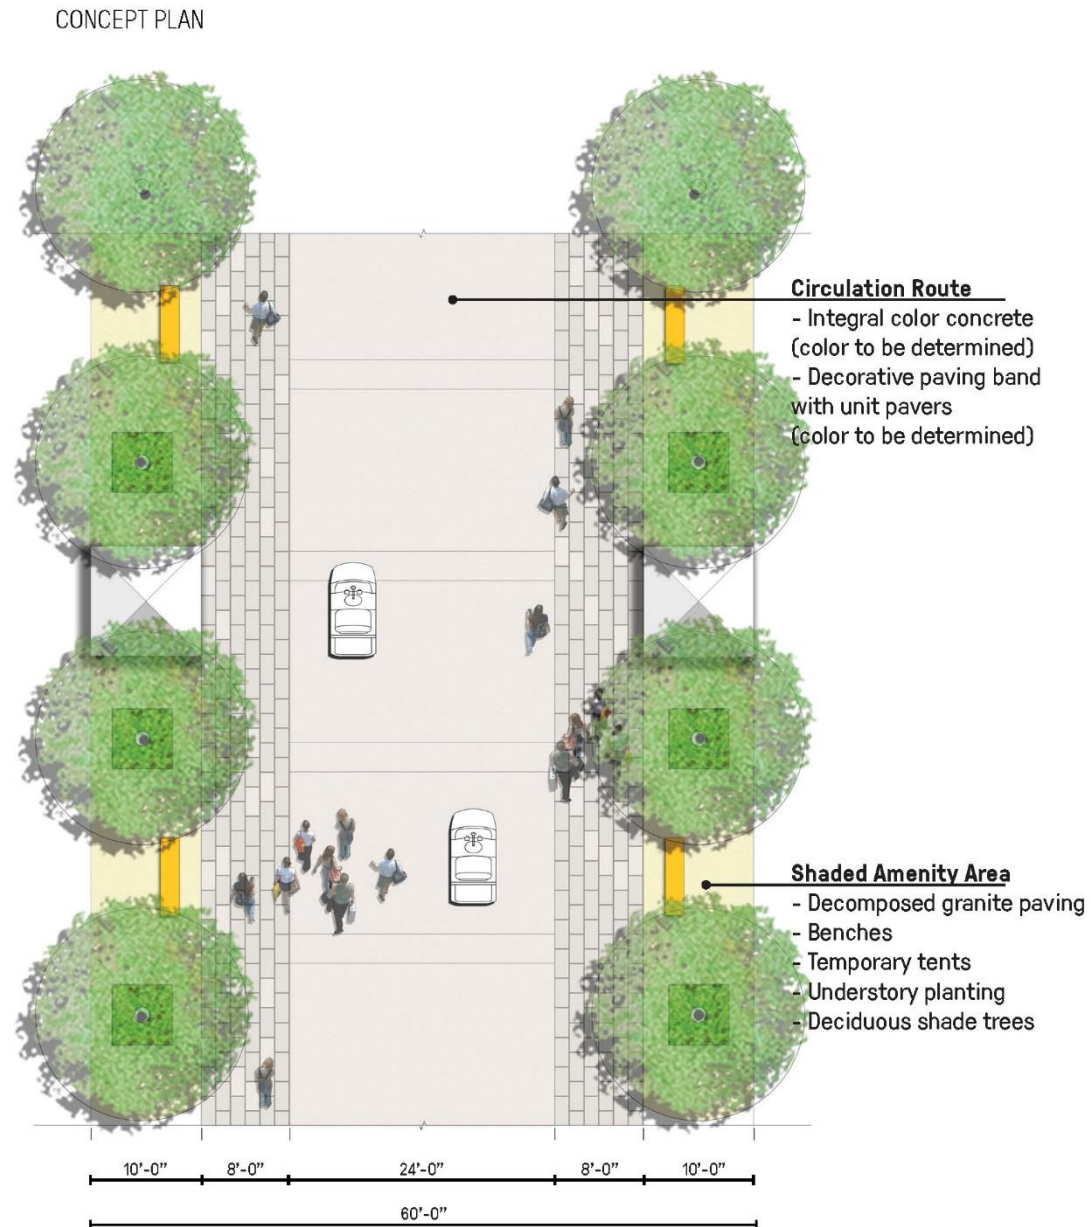 CONCEPT PLAN
Circulation Route
- Integral color concrete
(color to be determined)
- Decorative paving band
with unit pavers
(color to be determined)
Shaded Amenity Area
- Decomposed granite paving
- Benches
- Temporary tents
- Understory planting
- Deciduous shade trees
10'-0" 8'-0" 24'-0" 8'-0" 10'-0"
60'-0"